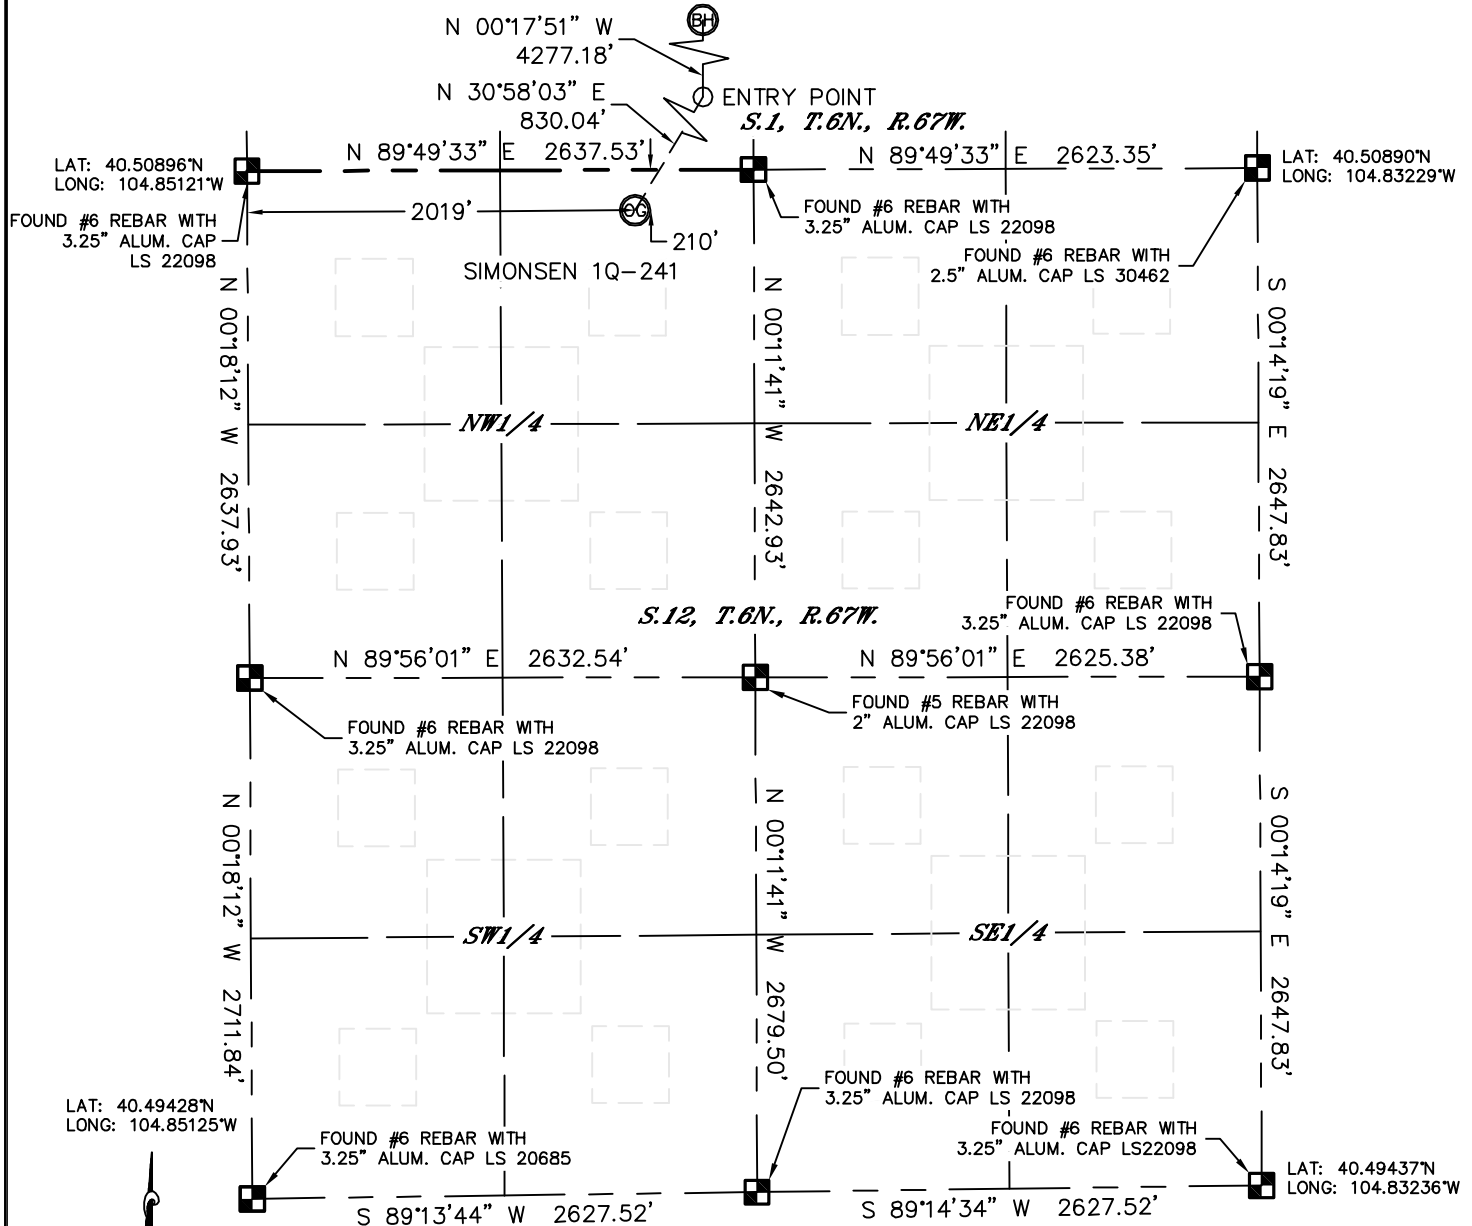 N 00°17'51" W
4277.18'
BH
N 30°58'03" E
830.04'
ENTRY POINT
S.1, T.6N., R.67W.
N 89°49'33" E 2637.53'
N 89°49'33" E 2623.35'
LAT: 40.50896°N
LONG: 104.85121°W
LAT: 40.50890°N
LONG: 104.83229°W
FOUND #6 REBAR WITH
3.25" ALUM. CAP
LS 22098
2019'
OG
210'
SIMONSEN 1Q-241
FOUND #6 REBAR WITH
3.25" ALUM. CAP LS 22098
FOUND #6 REBAR WITH
2.5" ALUM. CAP LS 30462
N 00°18'12" W 2637.93'
N 00°11'41" W 2642.93'
S 00°14'19" E 2647.83'
NW1/4
NE1/4
S.12, T.6N., R.67W.
FOUND #6 REBAR WITH
3.25" ALUM. CAP LS 22098
N 89°56'01" E 2632.54'
N 89°56'01" E 2625.38'
FOUND #6 REBAR WITH
3.25" ALUM. CAP LS 22098
FOUND #5 REBAR WITH
2" ALUM. CAP LS 22098
N 00°18'12" W 2711.84'
N 00°11'41" W 2679.50'
S 00°14'19" E 2647.83'
SW1/4
SE1/4
LAT: 40.49428°N
LONG: 104.85125°W
FOUND #6 REBAR WITH
3.25" ALUM. CAP LS 20685
FOUND #6 REBAR WITH
3.25" ALUM. CAP LS 22098
FOUND #6 REBAR WITH
3.25" ALUM. CAP LS22098
LAT: 40.49437°N
LONG: 104.83236°W
S 89°13'44" W 2627.52'
S 89°14'34" W 2627.52'